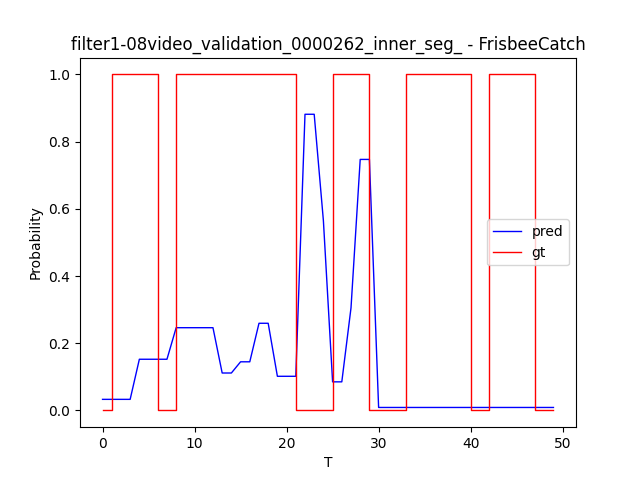 filter1-08video_validation_0000262_inner_seg_ - FrisbeeCatch
1.0
0.8
0.6
0.4
0.2
0.0
Probability
pred
gt
0 10 20 30 40 50
T